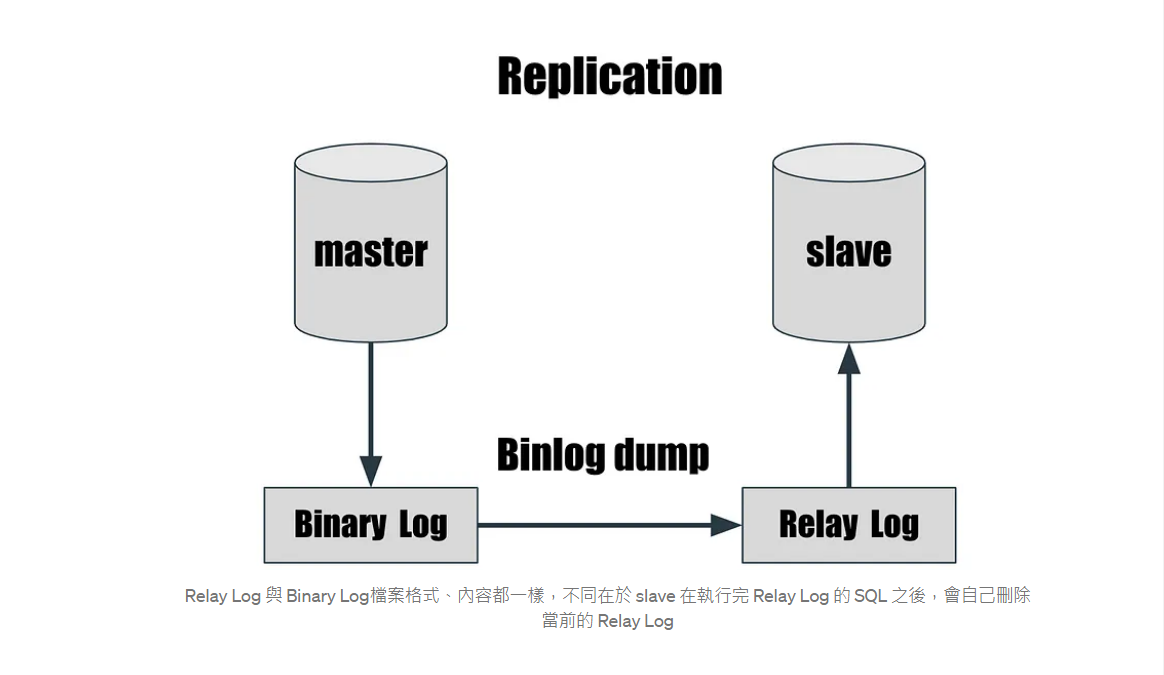 Replication
master
slave
Binlog dump
Binary Log
Relay Log
Relay Log 與 Binary Log檔案格式、內容都一樣，不同在於 slave 在執行完 Relay Log 的 SQL 之後，會自己刪除
當前的 Relay Log